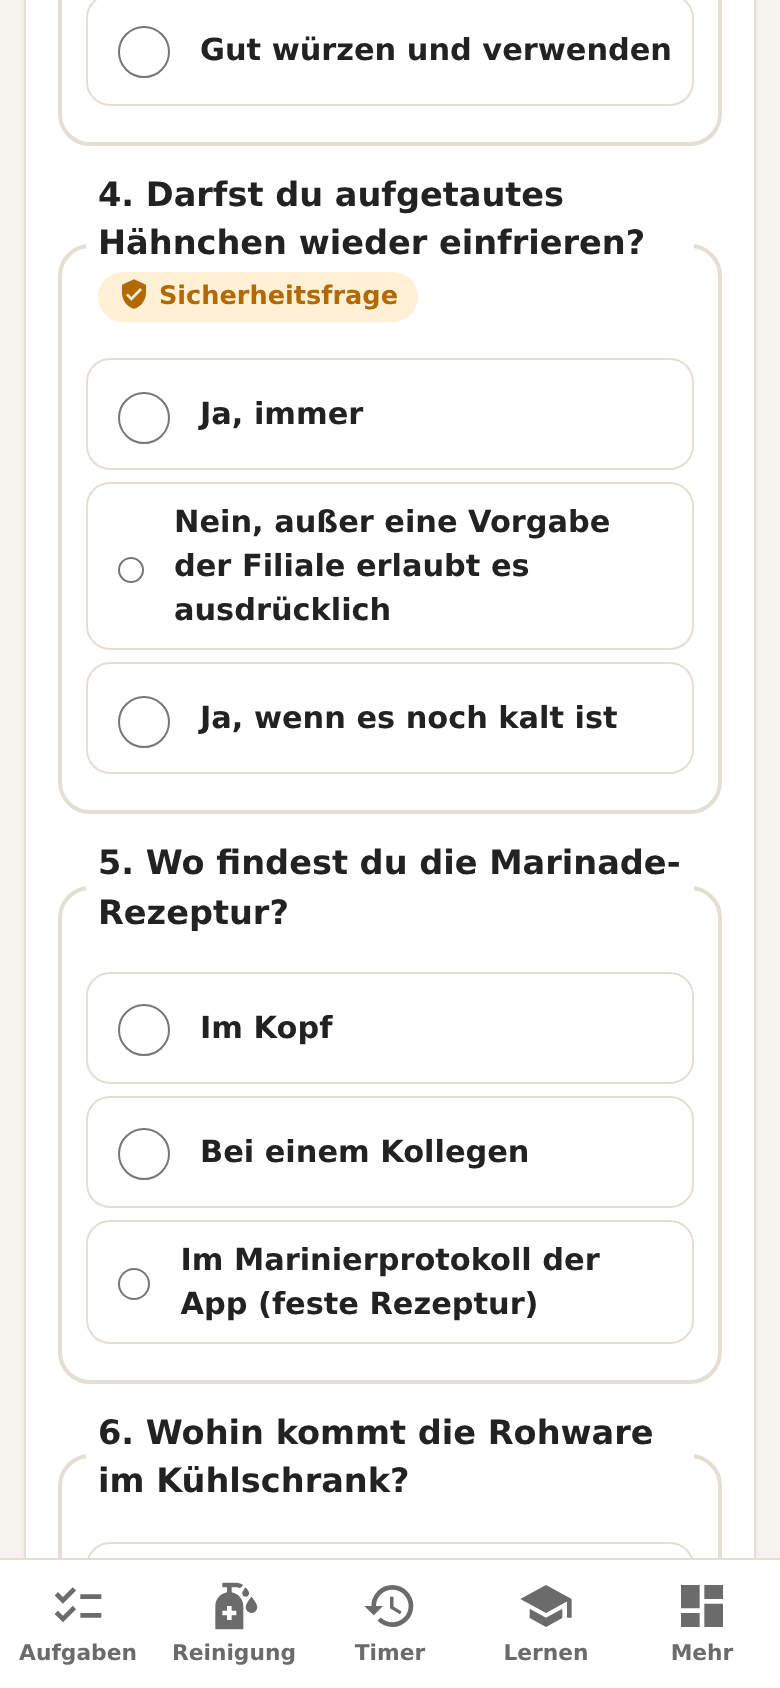 Gut würzen und verwenden
4. Darfst du aufgetautes
Hähnchen wieder einfrieren?
Sicherheitsfrage
Ja, immer
Nein, außer eine Vorgabe
der Filiale erlaubt es
ausdrücklich
Ja, wenn es noch kalt ist
5. Wo findest du die Marinade-
Rezeptur?
Im Kopf
Bei einem Kollegen
Im Marinierprotokoll der
App (feste Rezeptur)
6. Wohin kommt die Rohware
im Kühlschrank?
Aufgaben
Reinigung
Timer
Lernen
Mehr